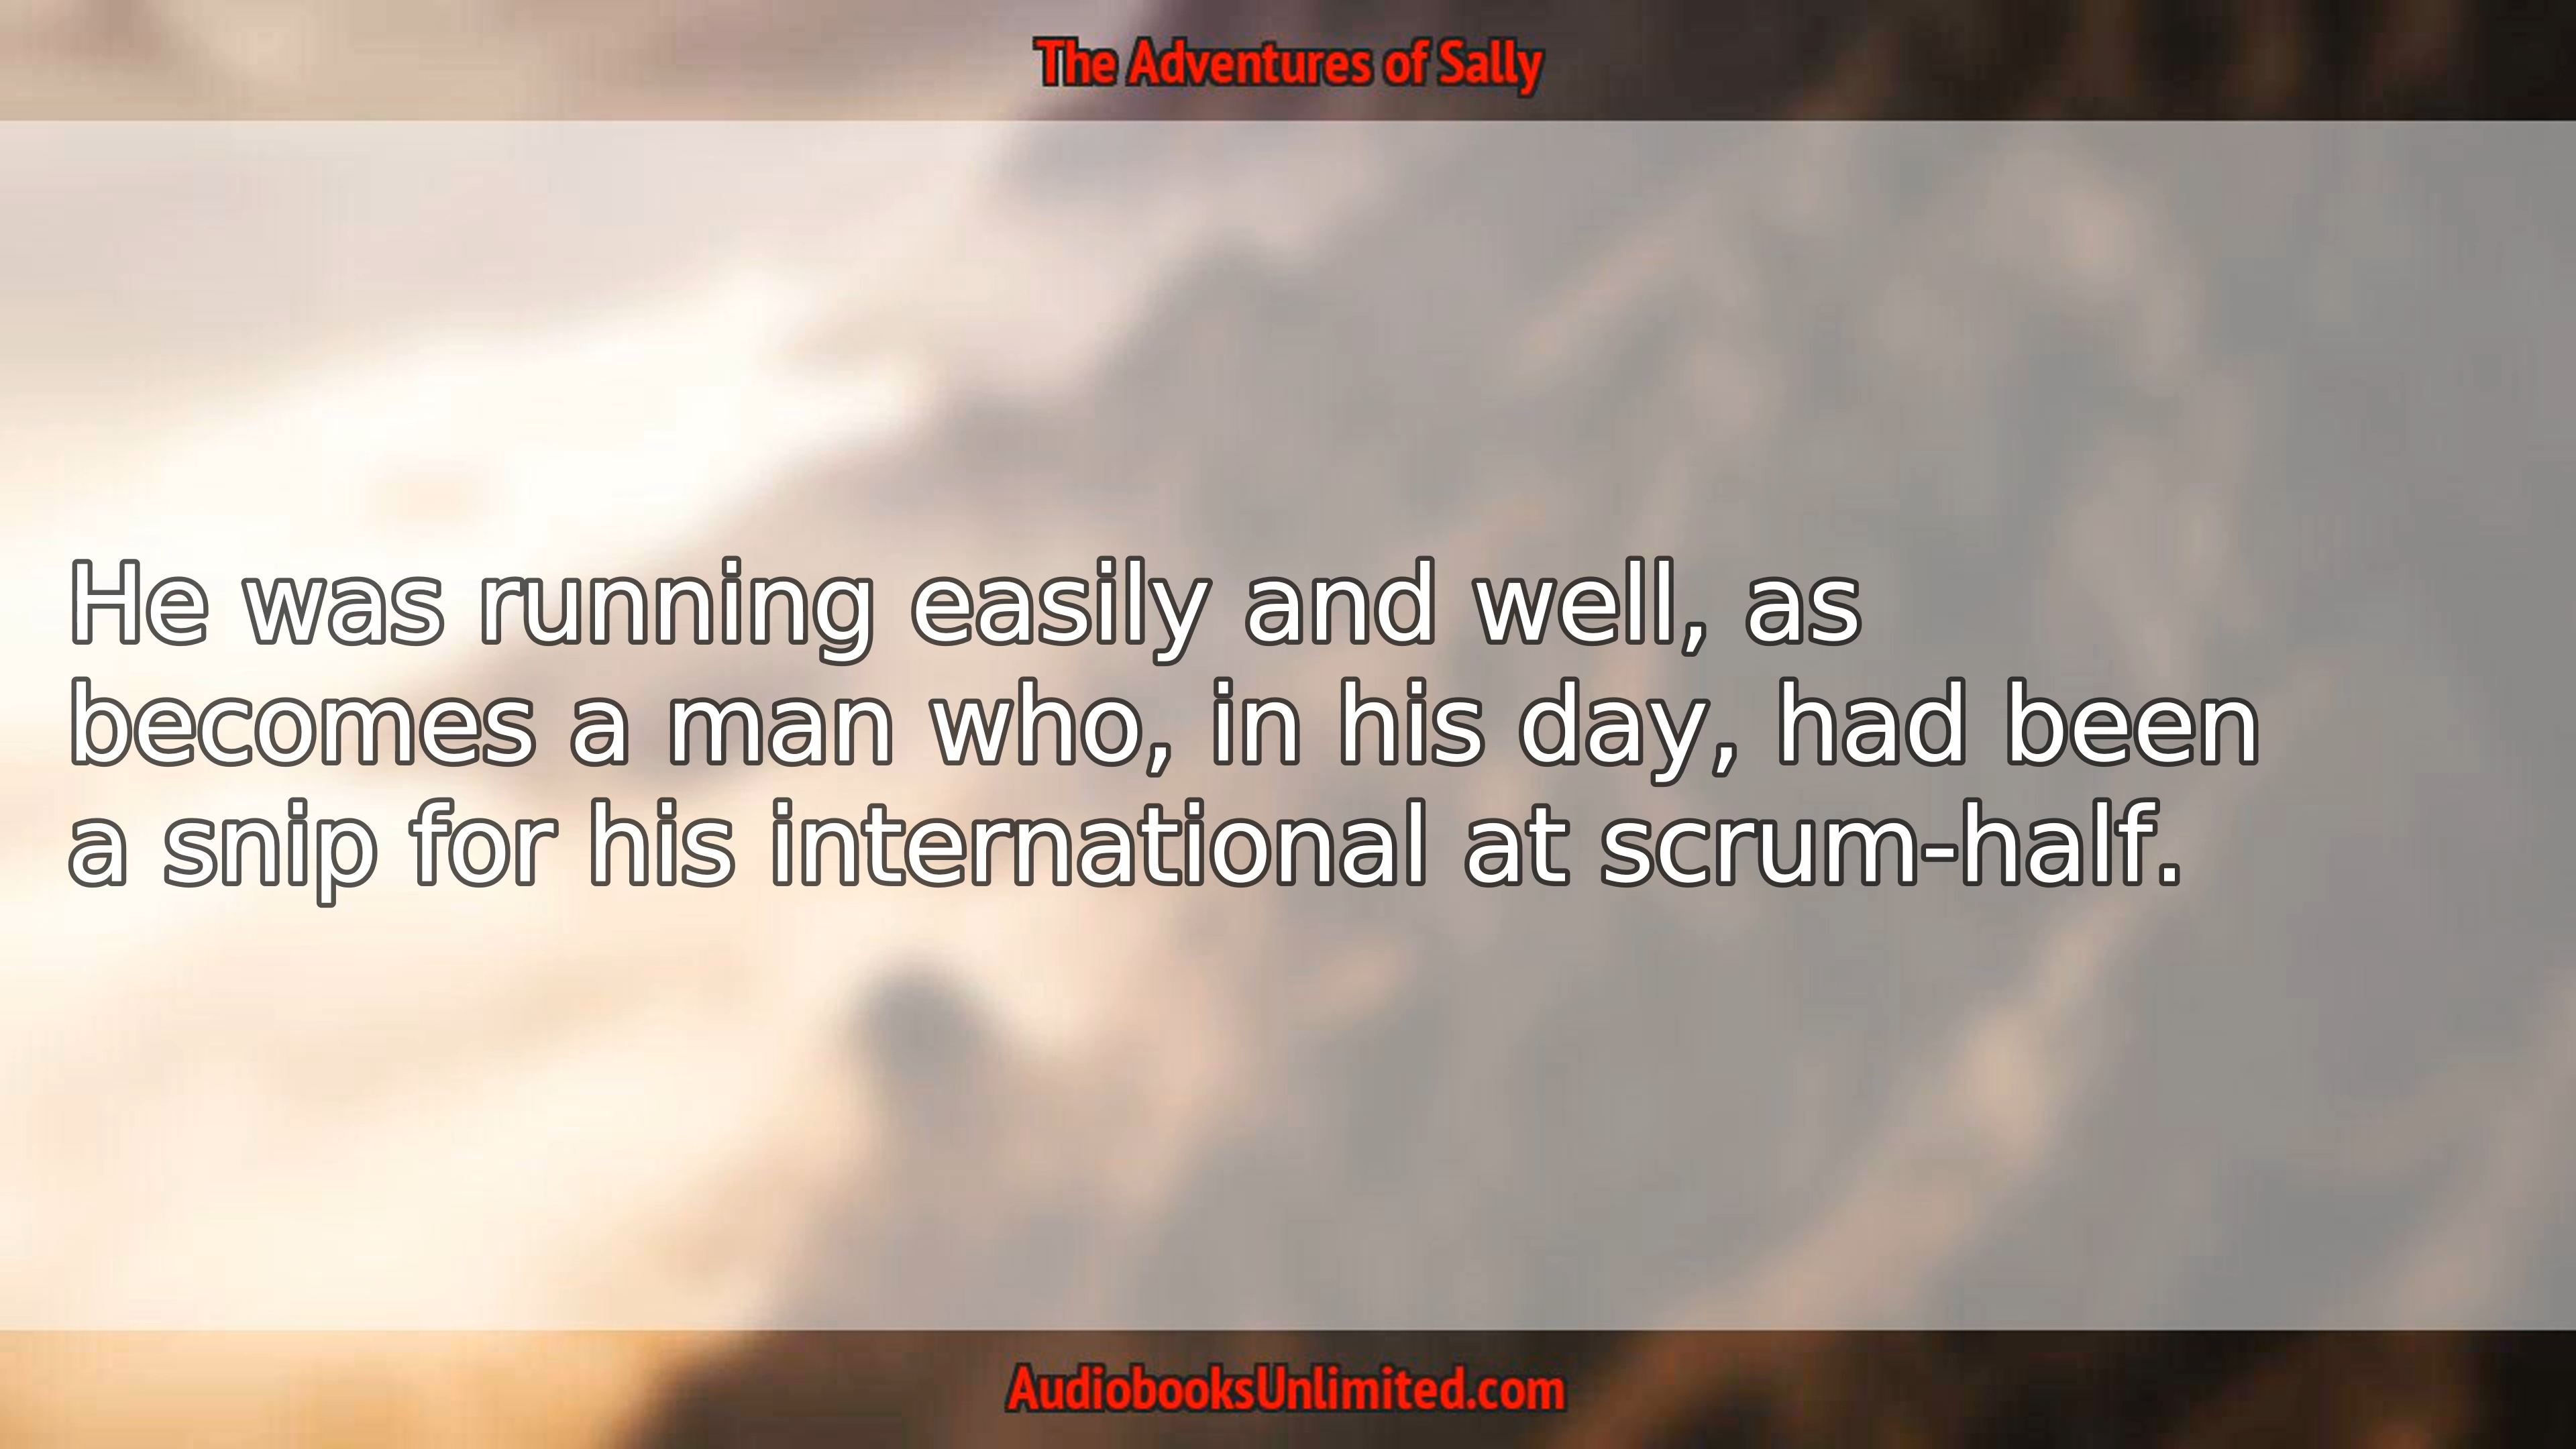 The Adventures of Sally
He was running easily and well, as
becomes a man who, in his day, had been
a snip for his international at scrum-half.
AudiobooksUnlimited.com